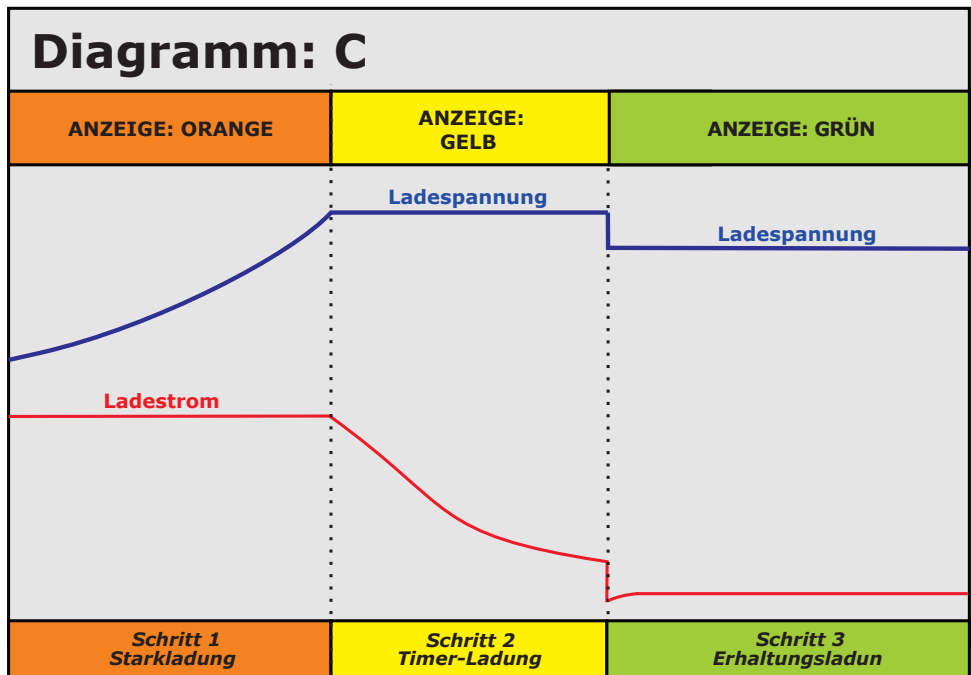 Diagramm: C
ANZEIGE: ORANGE
ANZEIGE:
GELB
ANZEIGE: GRÜN
Ladespannung
Ladespannung
Ladestrom
Schritt 1
Starkladung
Schritt 2
Timer-Ladung
Schritt 3
Erhaltungsladun